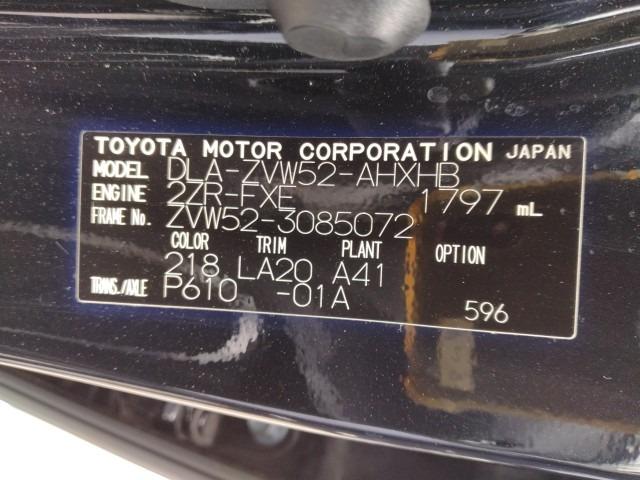 TOYOTA MOTOR CORPORATION JAPAN
MODEL DLA-ZVW52-AHXHB
ENGINE 2ZR-FXE 1797 mL
FRAME No. ZVW52-3085072
COLOR TRIM PLANT OPTION
218 LA20 A41
TRANS./AXLE P610 -01A
596